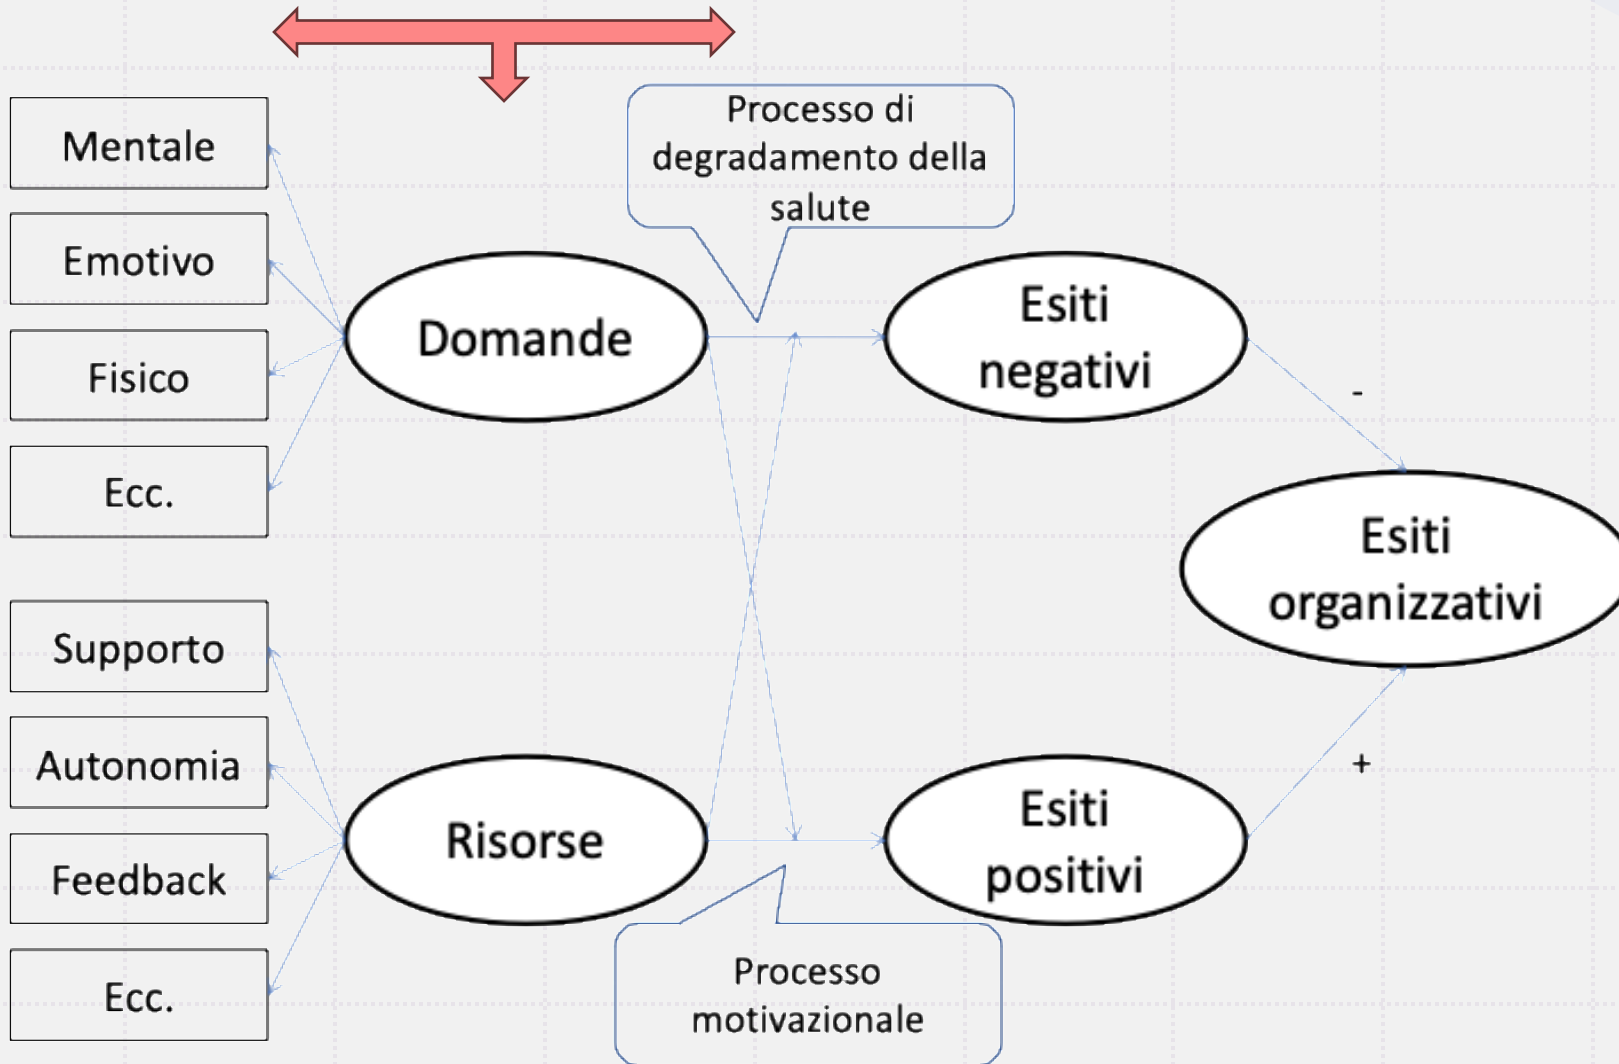 Processo di
degradamento della
salute
Mentale
Emotivo
Fisico
Ecc.
Domande
Esiti
negativi
-
Esiti
organizzativi
Supporto
Autonomia
Feedback
Ecc.
Risorse
Esiti
positivi
+
Processo
motivazionale